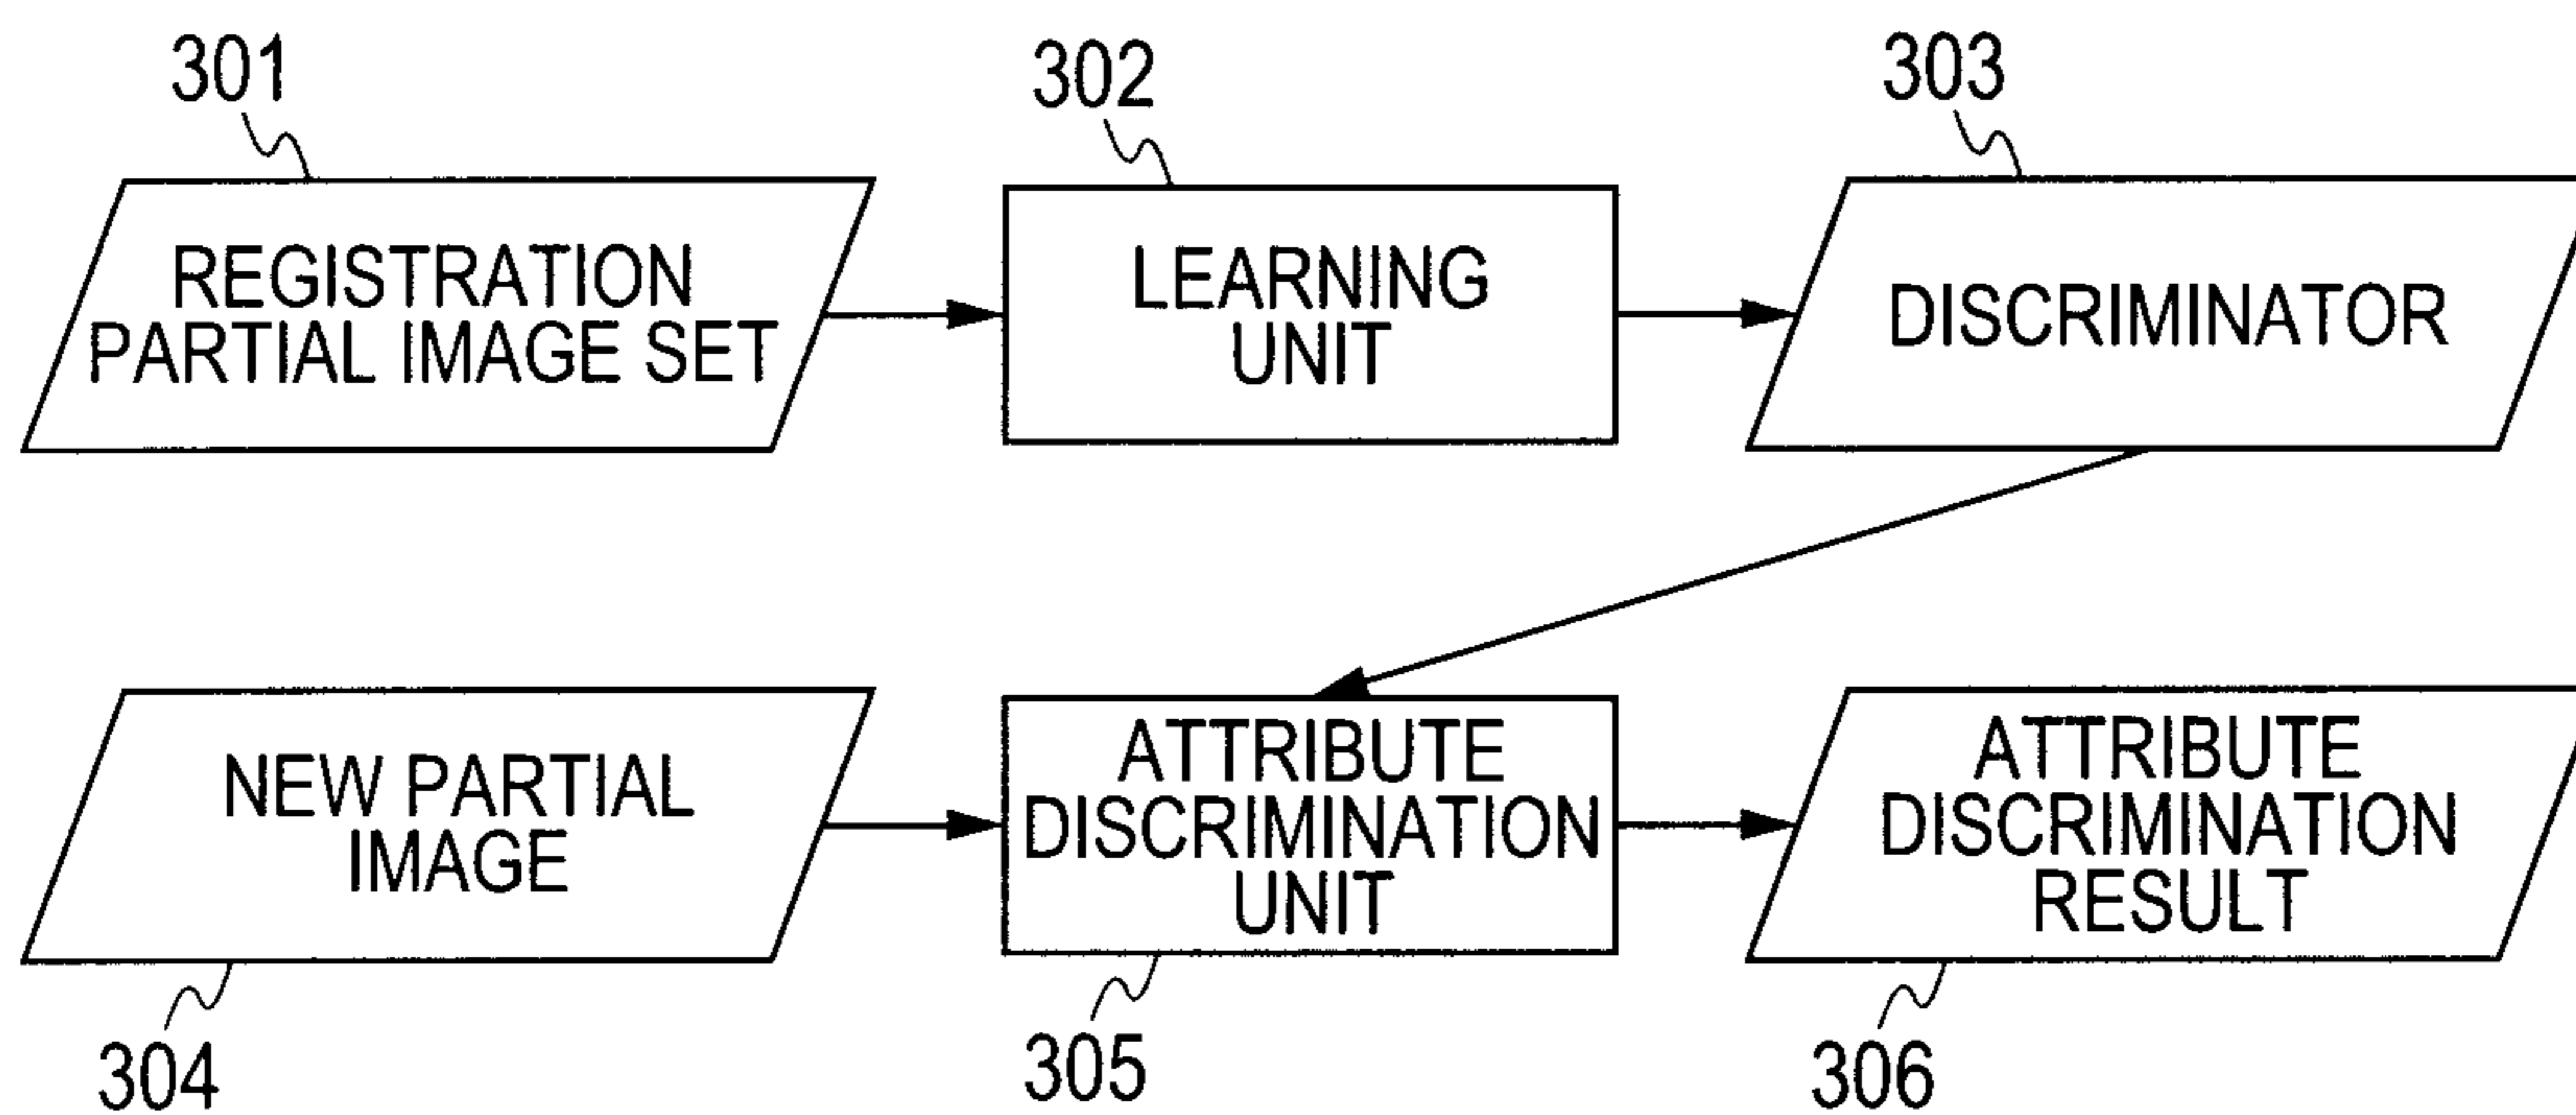 301
302
303
REGISTRATION
PARTIAL IMAGE SET
LEARNING
UNIT
DISCRIMINATOR
NEW PARTIAL
IMAGE
ATTRIBUTE
DISCRIMINATION
UNIT
ATTRIBUTE
DISCRIMINATION
RESULT
304
305
306